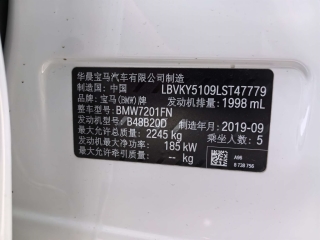 华晨宝马汽车有限公司制造
制造：中国 LBVKY5109LST47779
品牌：宝马(BMW)牌 发动机排量：1998 mL
整车型号：BMW7201FN
发动机型号：B48B20D 制造年月：2019-09
最大允许总质量：2245 kg 乘坐人数：5
发动机最大净功率：185 kW
最大允许牵引质量：-- kg
A96
9 738 756